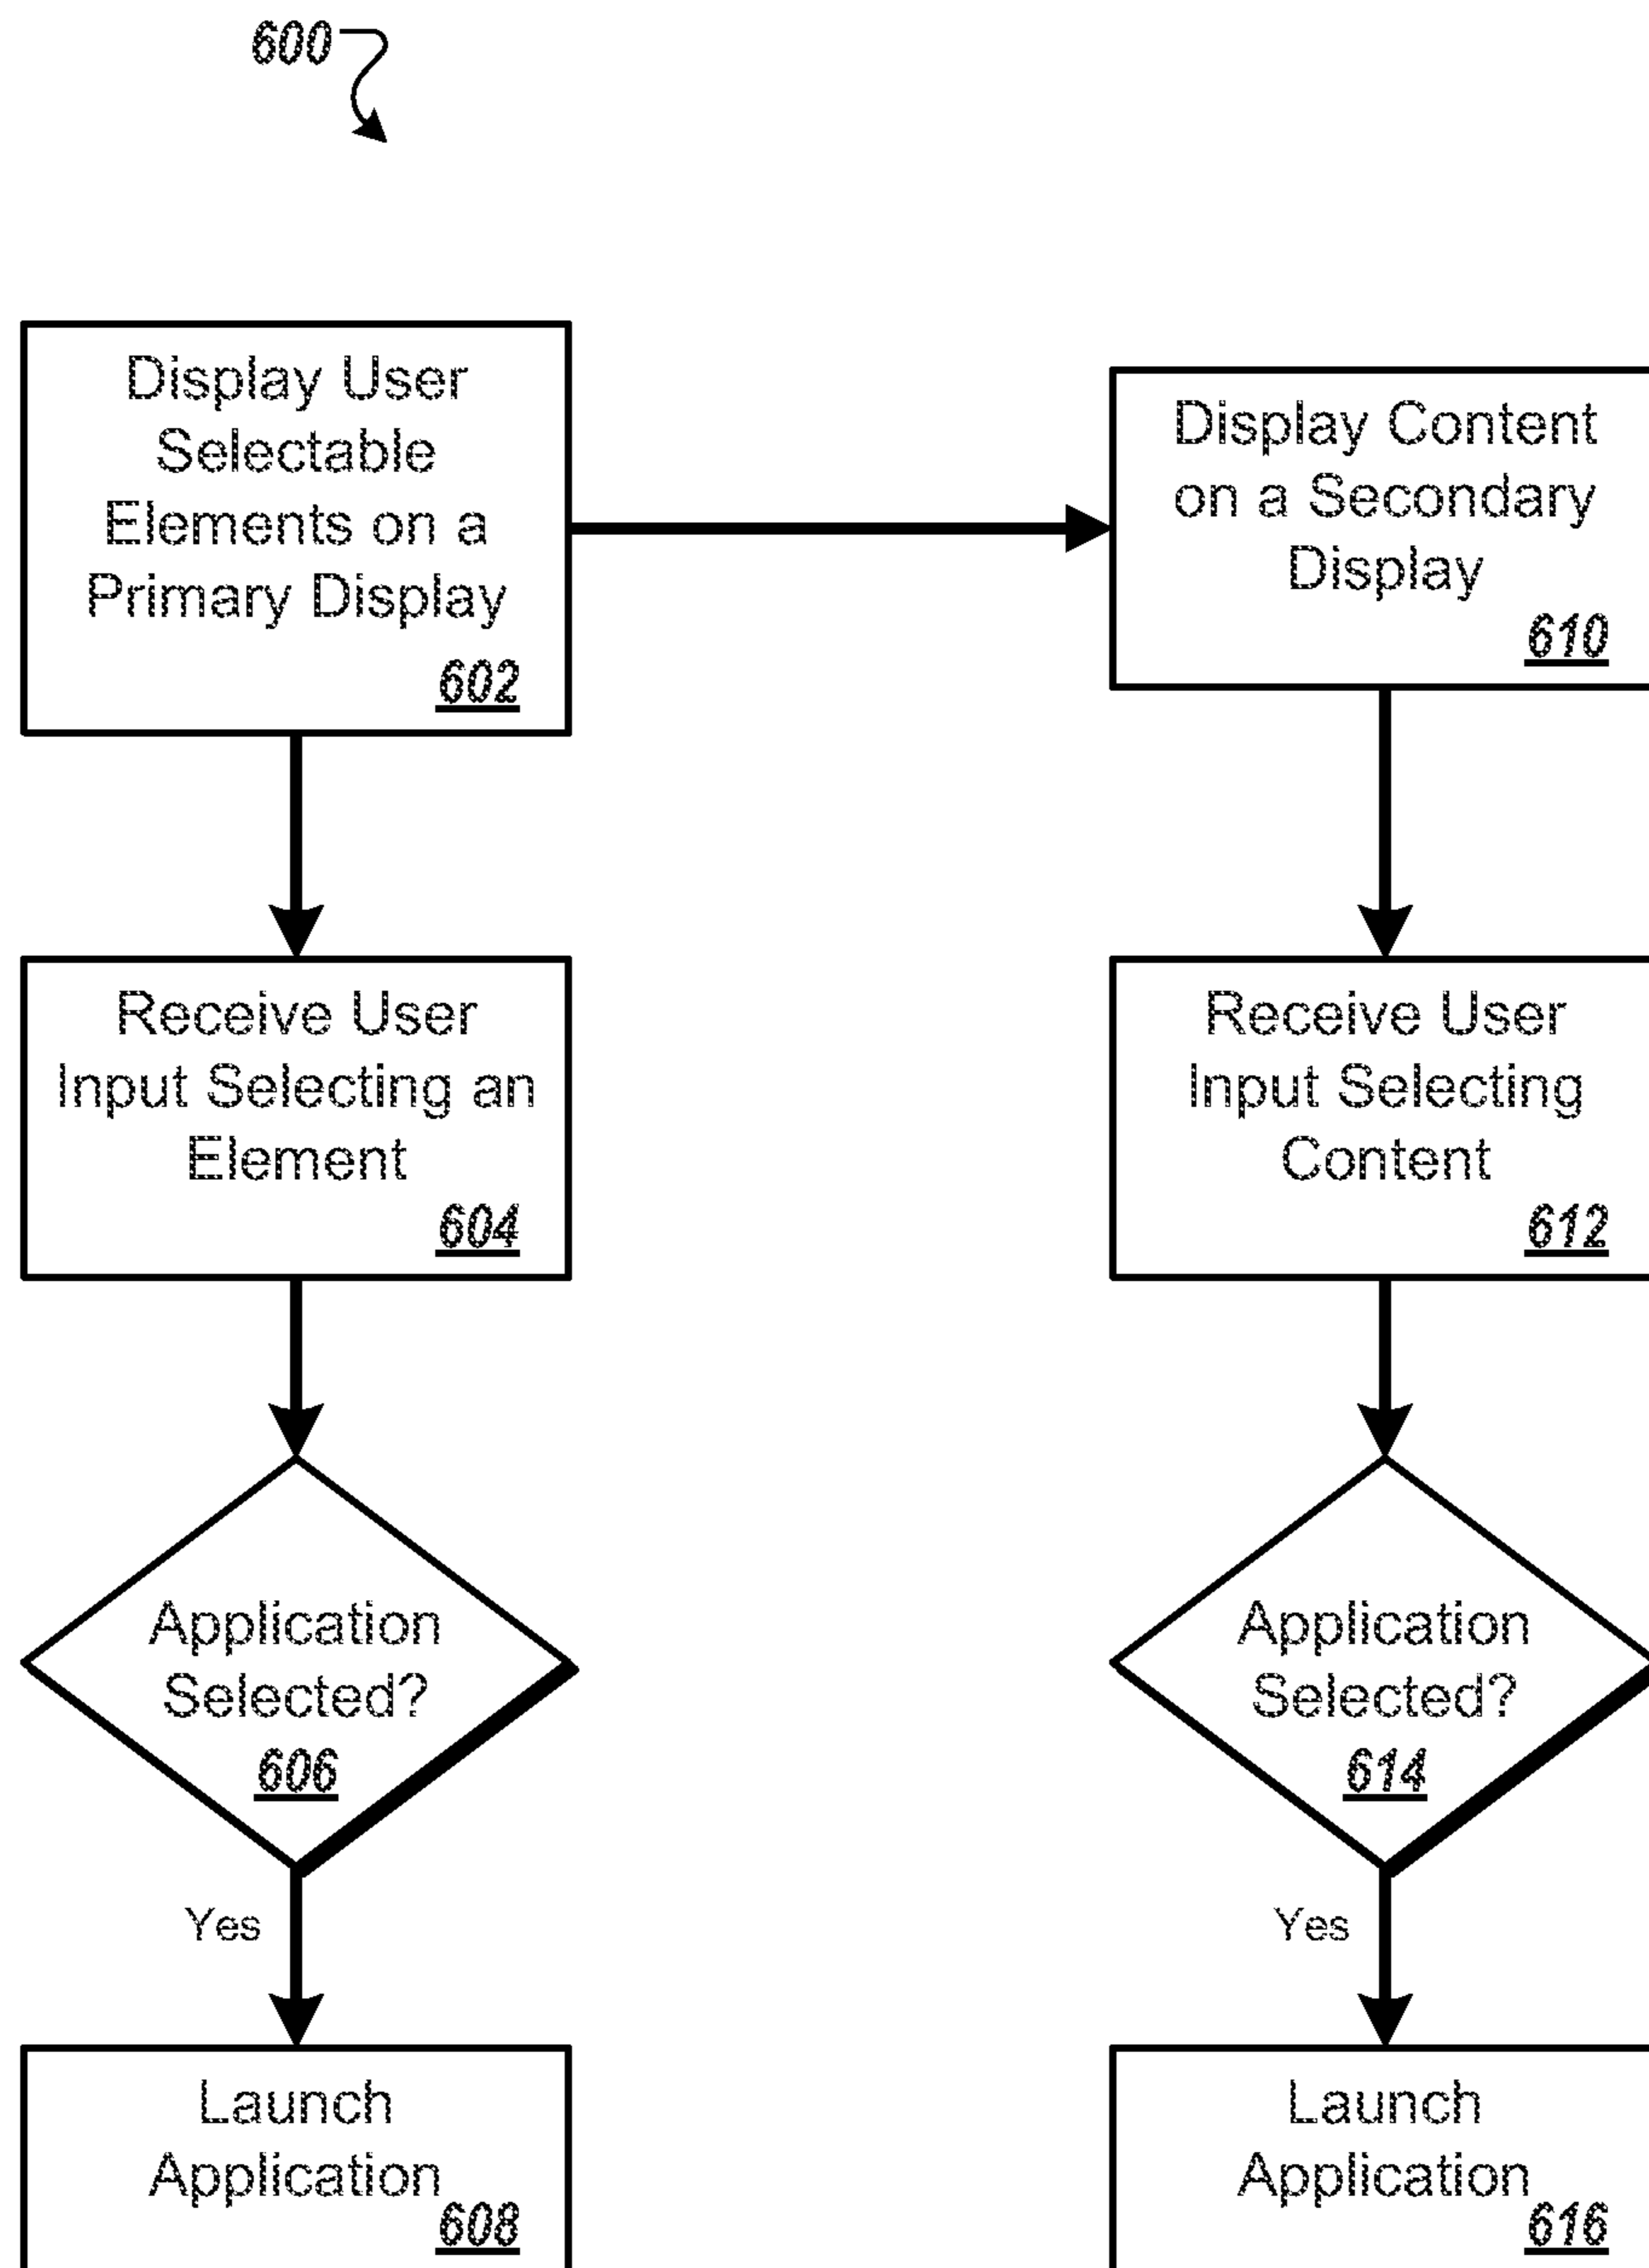 600
Display User
Selectable
Elements on a
Primary Display
602
Display Content
on a Secondary
Display
610
Receive User
Input Selecting an
Element
604
Receive User
Input Selecting
Content
612
Application
Selected?
606
Application
Selected?
614
Yes
Yes
Launch
Application
608
Launch
Application
616